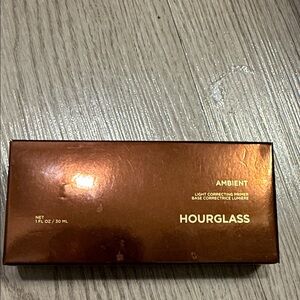 AMBIENT
LIGHT CORRECTING PRIMER
BASE CORRECTRICE LUMIÈRE
NET
1 FL OZ / 30 ML
HOURGLASS